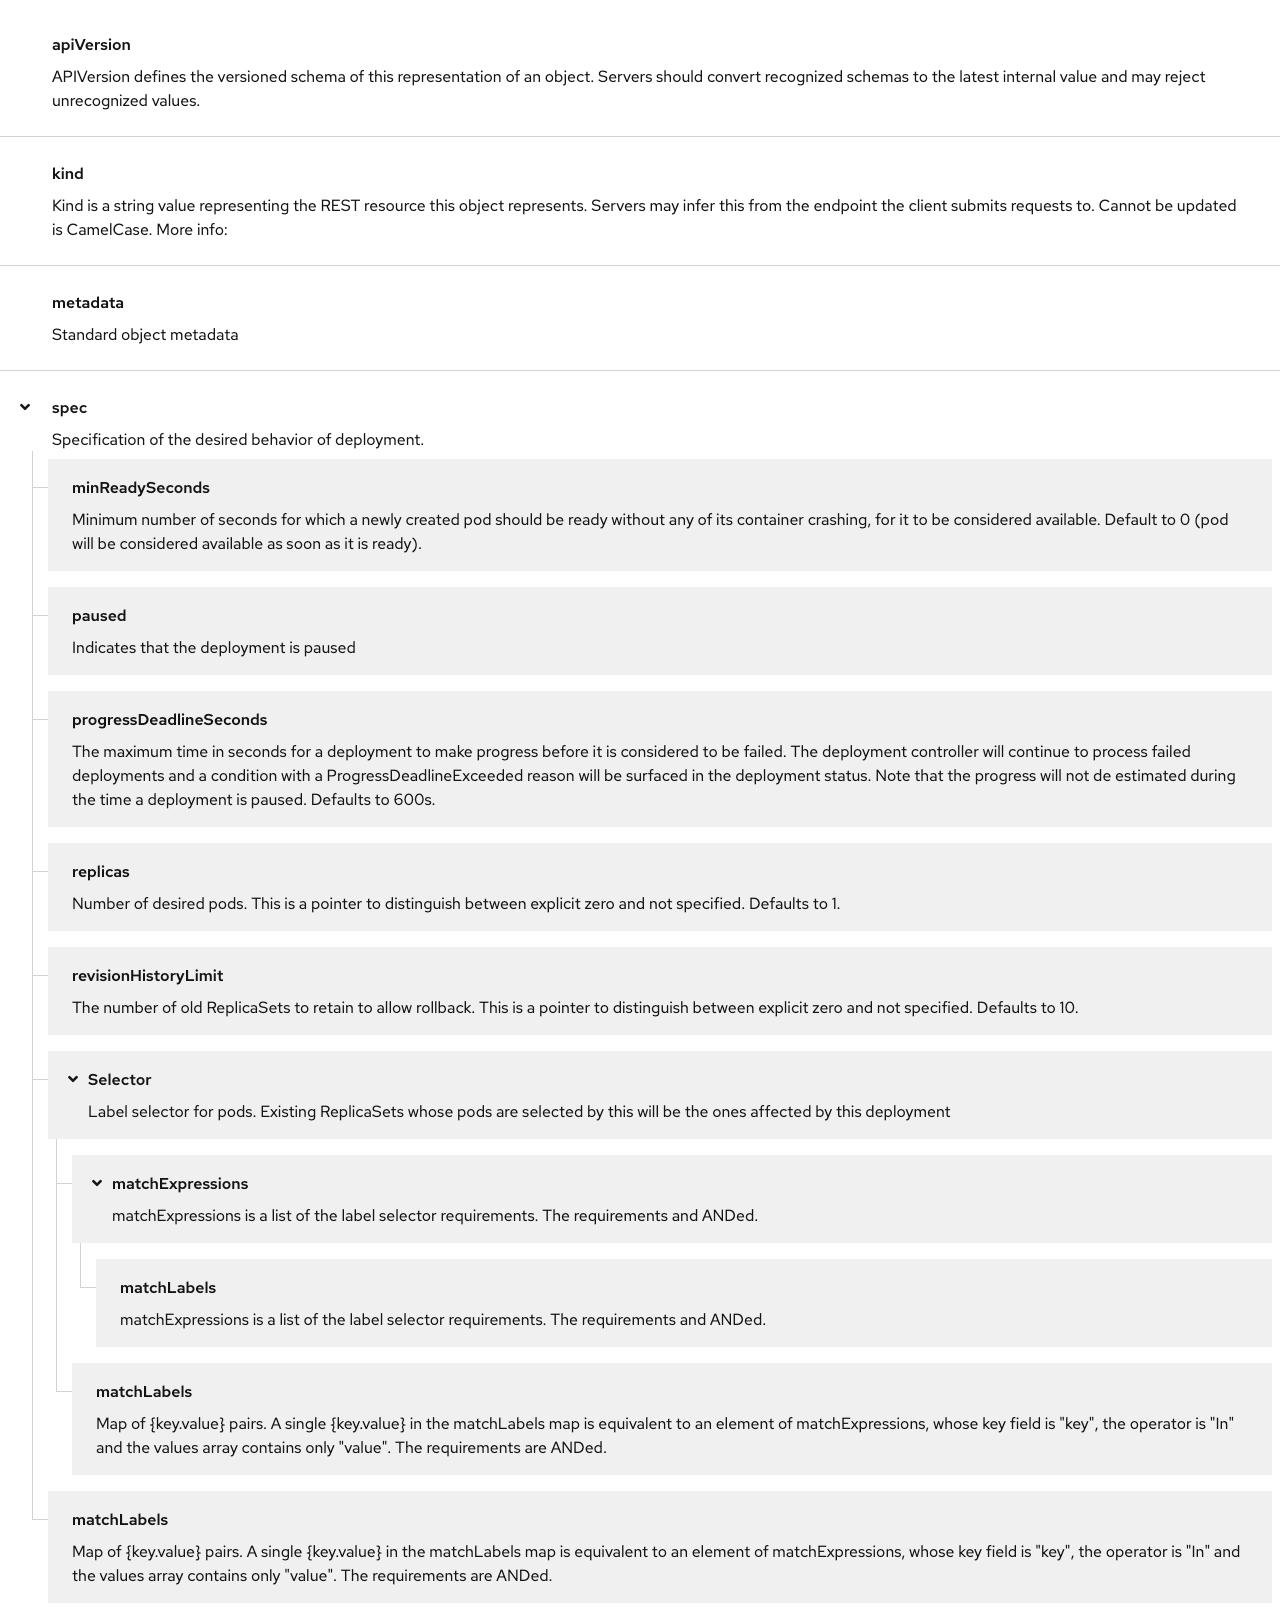 apiVersion
APIVersion defines the versioned schema of this representation of an object. Servers should convert recognized schemas to the latest internal value and may reject
unrecognized values.
kind
Kind is a string value representing the REST resource this object represents. Servers may infer this from the endpoint the client submits requests to. Cannot be updated
is CamelCase. More info:
metadata
Standard object metadata
spec
Specification of the desired behavior of deployment.
minReadySeconds
Minimum number of seconds for which a newly created pod should be ready without any of its container crashing, for it to be considered available. Default to 0 (pod
will be considered available as soon as it is ready).
paused
Indicates that the deployment is paused
progressDeadlineSeconds
The maximum time in seconds for a deployment to make progress before it is considered to be failed. The deployment controller will continue to process failed
deployments and a condition with a ProgressDeadlineExceeded reason will be surfaced in the deployment status. Note that the progress will not de estimated during
the time a deployment is paused. Defaults to 600s.
replicas
Number of desired pods. This is a pointer to distinguish between explicit zero and not specified. Defaults to 1.
revisionHistoryLimit
The number of old ReplicaSets to retain to allow rollback. This is a pointer to distinguish between explicit zero and not specified. Defaults to 10.
Selector
Label selector for pods. Existing ReplicaSets whose pods are selected by this will be the ones affected by this deployment
matchExpressions
matchExpressions is a list of the label selector requirements. The requirements and ANDed.
matchLabels
matchExpressions is a list of the label selector requirements. The requirements and ANDed.
matchLabels
Map of {key.value} pairs. A single {key.value} in the matchLabels map is equivalent to an element of matchExpressions, whose key field is "key", the operator is "In"
and the values array contains only "value". The requirements are ANDed.
matchLabels
Map of {key.value} pairs. A single {key.value} in the matchLabels map is equivalent to an element of matchExpressions, whose key field is "key", the operator is "In" and
the values array contains only "value". The requirements are ANDed.